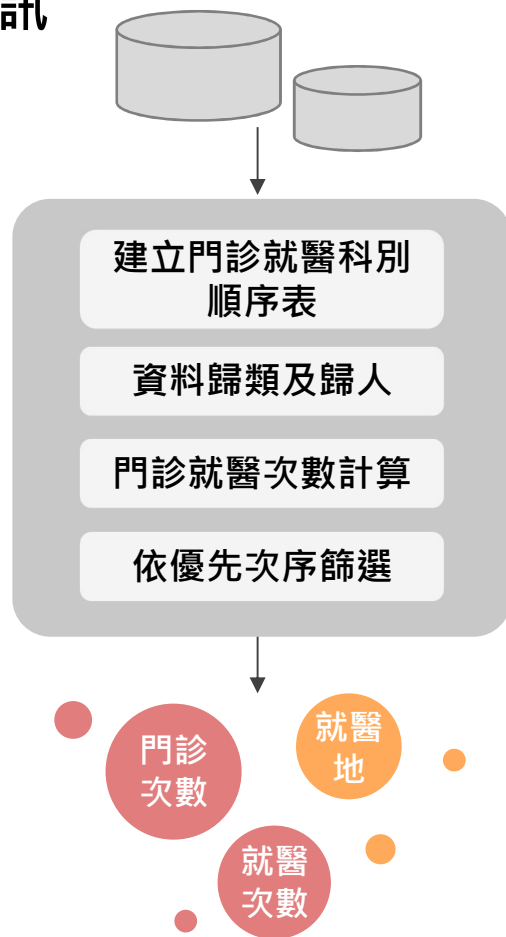 訊
建立門診就醫科別
順序表
資料歸類及歸人
門診就醫次數計算
依優先次序篩選
門診
次數
就醫
地
就醫
次數